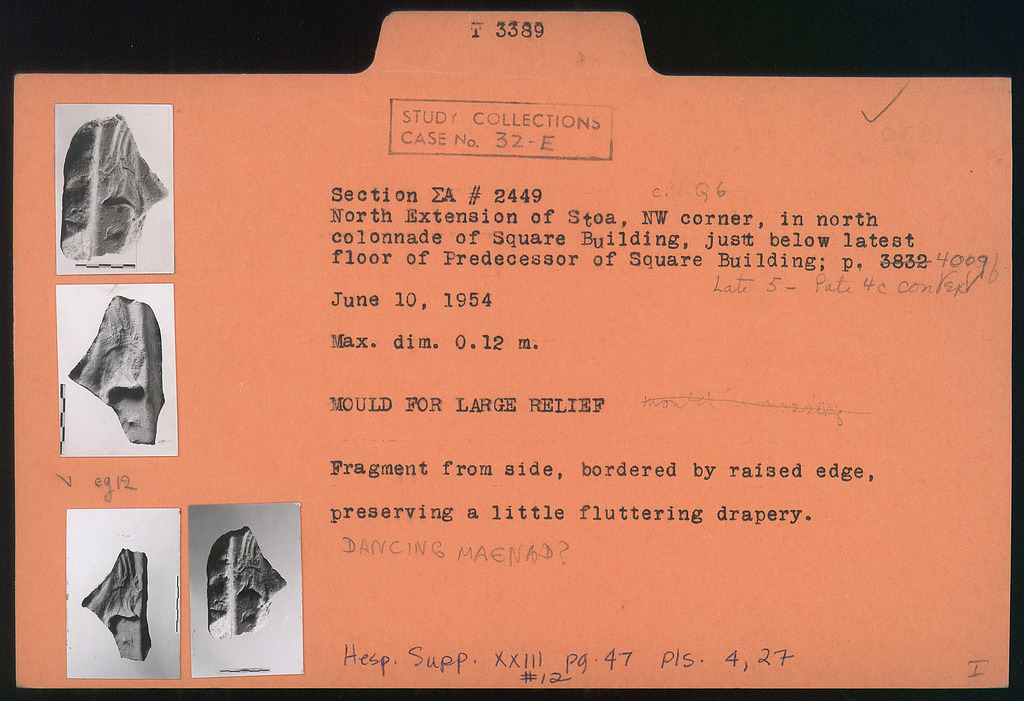 T 3389
STUDY COLLECTIONS
CASE No. 32-E
Section ΣA # 2449 c. Q6
North Extension of Stoa, NW corner, in north
colonnade of Square Building, just below latest
floor of Predecessor of Square Building; p. 3832 4009
Late 5 - Late 4c context
June 10, 1954
Max. dim. 0.12 m.
MOULD FOR LARGE RELIEF mould
Fragment from side, bordered by raised edge,
preserving a little fluttering drapery.
DANCING MAENAD?
Hesp. Supp. XXIII pg. 47 pls. 4, 27
#12
I